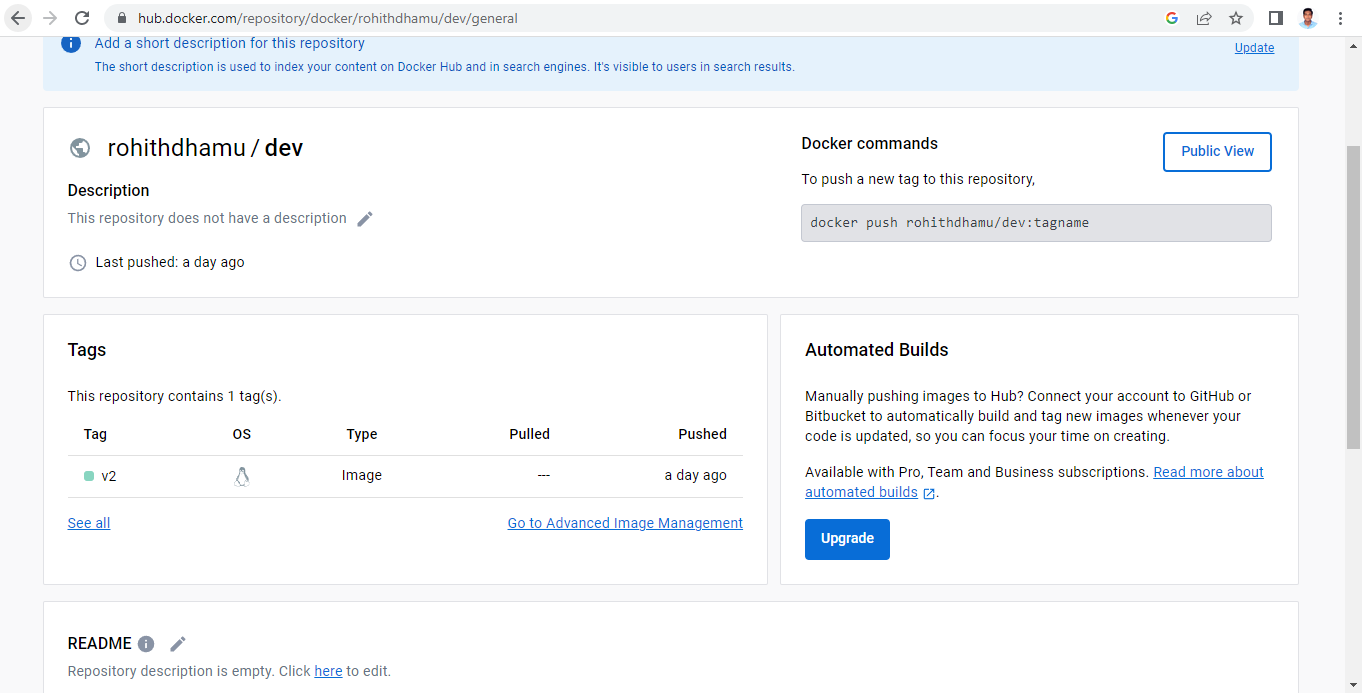 hub.docker.com/repository/docker/rohithdhamu/dev/general
Add a short description for this repository
Update
The short description is used to index your content on Docker Hub and in search engines. It's visible to users in search results.
rohithdhamu / dev
Description
This repository does not have a description
Last pushed: a day ago
Docker commands
Public View
To push a new tag to this repository,
docker push rohithdhamu/dev:tagname
Tags
This repository contains 1 tag(s).
Tag OS Type Pulled Pushed
v2 Image --- a day ago
See all
Go to Advanced Image Management
Automated Builds
Manually pushing images to Hub? Connect your account to GitHub or
Bitbucket to automatically build and tag new images whenever your
code is updated, so you can focus your time on creating.
Available with Pro, Team and Business subscriptions. Read more about
automated builds .
Upgrade
README
Repository description is empty. Click here to edit.